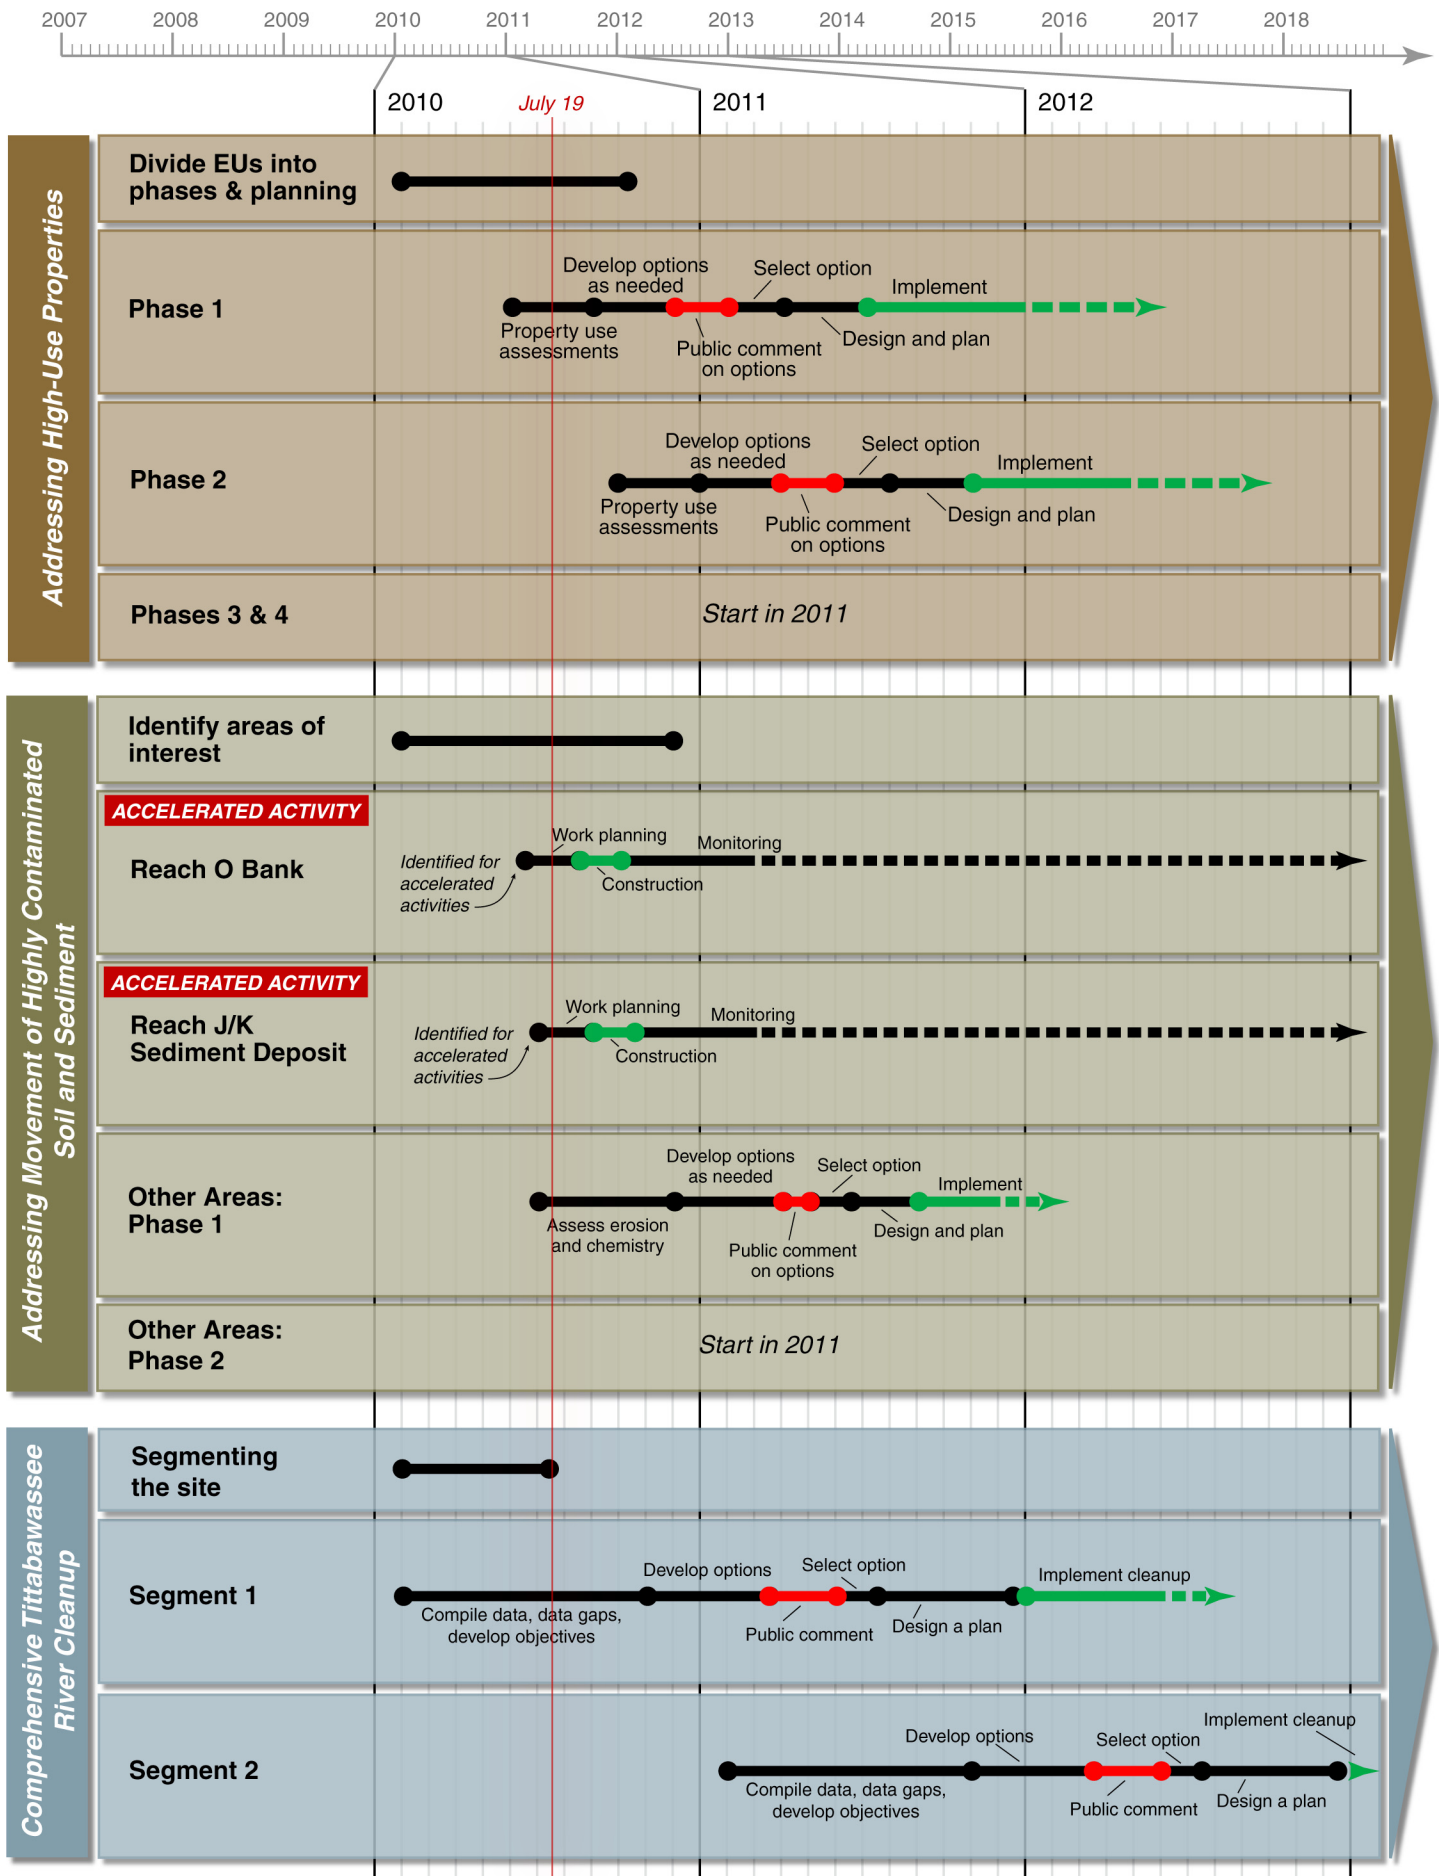 2007 2008 2009 2010 2011 2012 2013 2014 2015 2016 2017 2018
2010 July 19 2011 2012
Addressing High-Use Properties
Divide EUs into
phases & planning
Phase 1
Develop options
as needed
Select option
Implement
Property use
assessments
Public comment
on options
Design and plan
Phase 2
Develop options
as needed
Select option
Implement
Property use
assessments
Public comment
on options
Design and plan
Phases 3 & 4
Start in 2011
Addressing Movement of Highly Contaminated
Soil and Sediment
Identify areas of
interest
ACCELERATED ACTIVITY
Reach O Bank
Identified for
accelerated
activities
Work planning
Construction
Monitoring
ACCELERATED ACTIVITY
Reach J/K
Sediment Deposit
Identified for
accelerated
activities
Work planning
Construction
Monitoring
Other Areas:
Phase 1
Develop options
as needed
Select option
Implement
Assess erosion
and chemistry
Public comment
on options
Design and plan
Other Areas:
Phase 2
Start in 2011
Comprehensive Tittabawassee
River Cleanup
Segmenting
the site
Segment 1
Develop options
Select option
Implement cleanup
Compile data, data gaps,
develop objectives
Public comment
Design a plan
Segment 2
Develop options
Select option
Implement cleanup
Compile data, data gaps,
develop objectives
Public comment
Design a plan